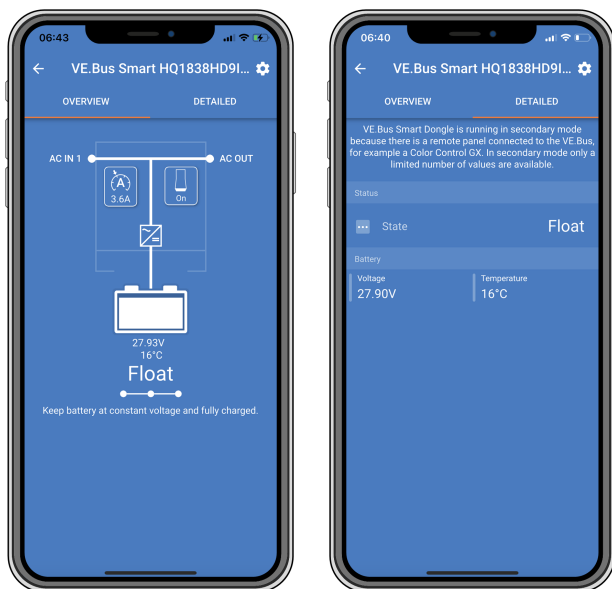 06:43
VE.Bus Smart HQ1838HD9I...
OVERVIEW DETAILED
AC IN 1 AC OUT
A
3.6A On
27.93V
16°C
Float
Keep battery at constant voltage and fully charged.
06:40
VE.Bus Smart HQ1838HD9I...
OVERVIEW DETAILED
VE.Bus Smart Dongle is running in secondary mode
because there is a remote panel connected to the VE.Bus,
for example a Color Control GX. In secondary mode only a
limited number of values are available.
Status
State Float
Battery
Voltage Temperature
27.90V 16°C